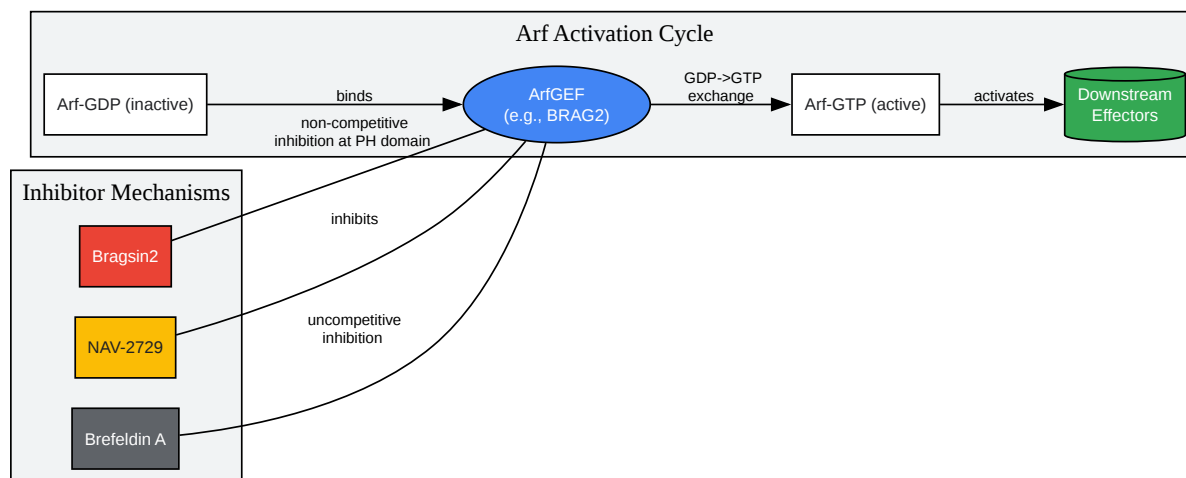 Arf Activation Cycle
Arf-GDP (inactive)
binds
ArfGEF
(e.g., BRAG2)
GDP->GTP
exchange
Arf-GTP (active)
activates
Downstream
Effectors
non-competitive
inhibition at PH domain
Inhibitor Mechanisms
Bragsin2
inhibits
NAV-2729
uncompetitive
inhibition
Brefeldin A